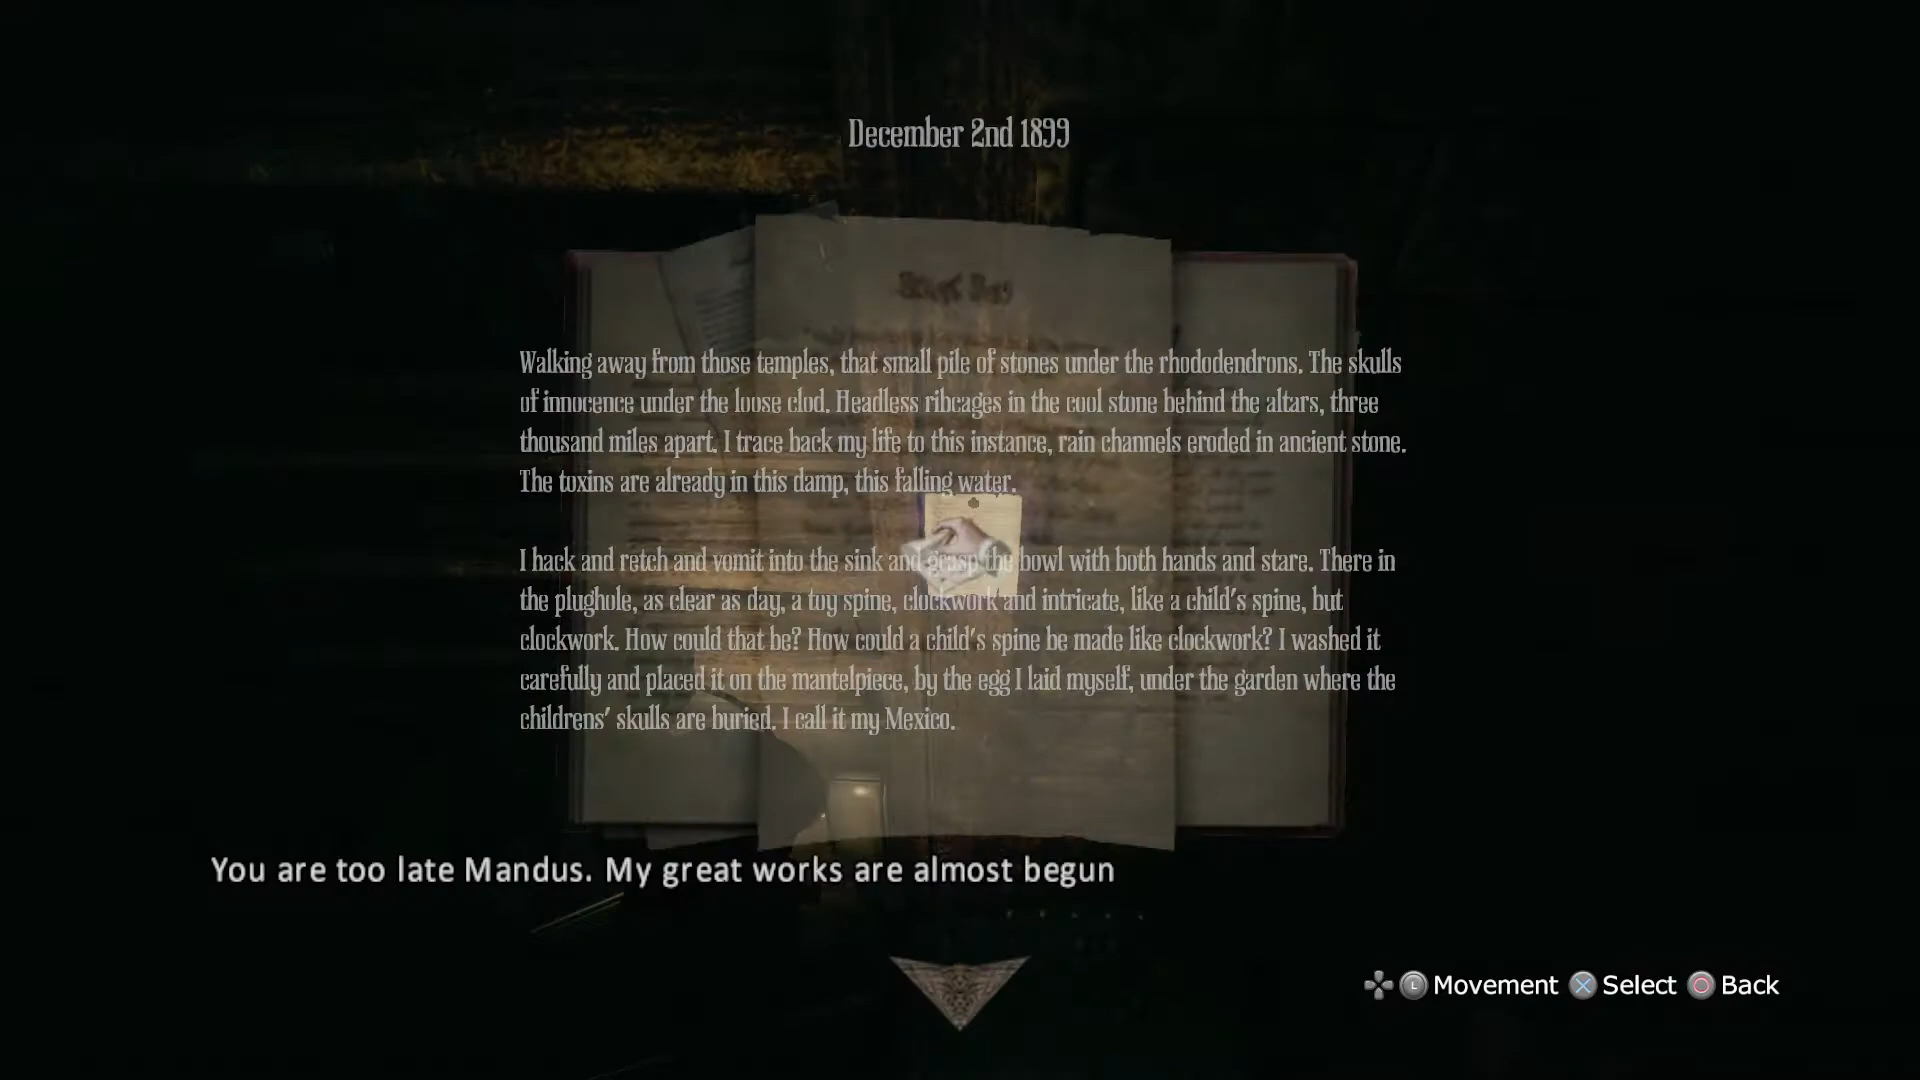 December 2nd 1899
Walking away from those temples, that small pile of stones under the rhododendrons. The skulls
of innocence under the loose clod. Headless ribcages in the cool stone behind the altars, three
thousand miles apart. I trace back my life to this instance, rain channels eroded in ancient stone.
The toxins are already in this damp, this falling water.
I hack and retch and vomit into the sink and grasp the bowl with both hands and stare. There in
the plughole, as clear as day, a toy spine, clockwork and intricate, like a child's spine, but
clockwork. How could that be? How could a child's spine be made like clockwork? I washed it
carefully and placed it on the mantelpiece, by the egg I laid myself, under the garden where the
childrens' skulls are buried. I call it my Mexico.
You are too late Mandus. My great works are almost begun
L Movement X Select O Back